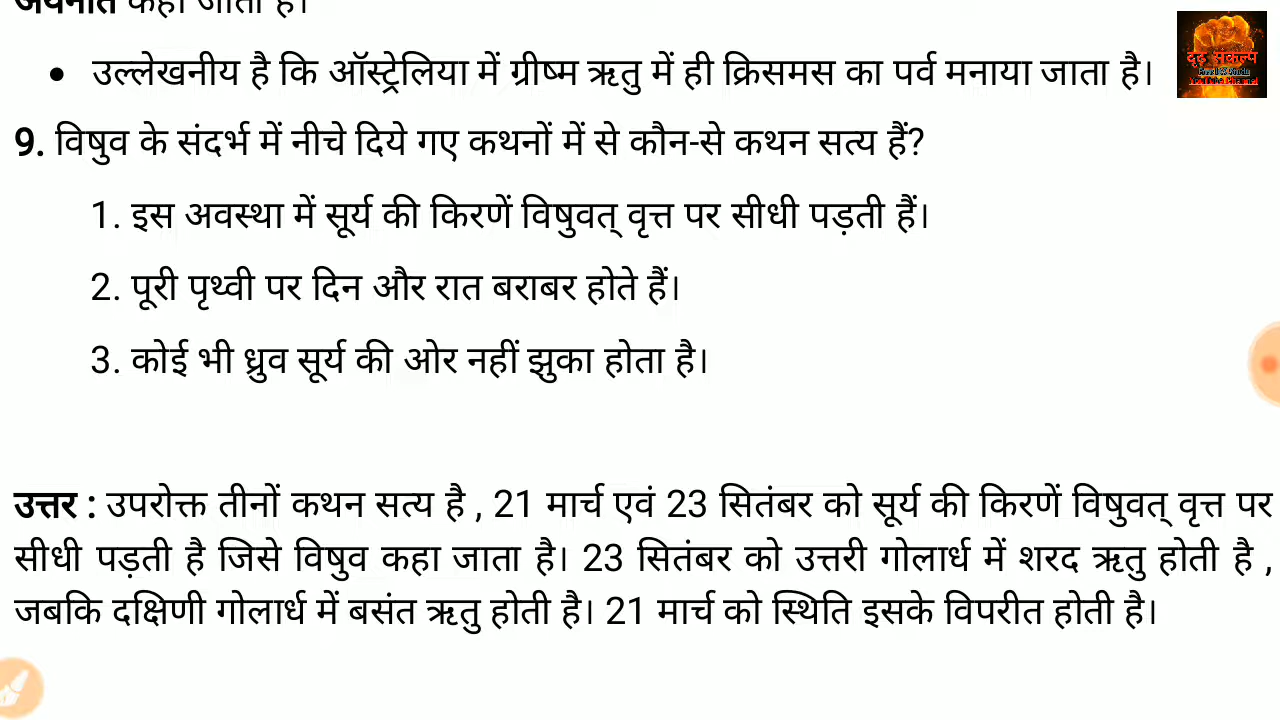 कहा जाता है।
• उल्लेखनीय है कि ऑस्ट्रेलिया में ग्रीष्म ऋतु में ही क्रिसमस का पर्व मनाया जाता है।
दृढ़ संकल्प
9. विषुव के संदर्भ में नीचे दिये गए कथनों में से कौन-से कथन सत्य हैं?
1. इस अवस्था में सूर्य की किरणें विषुवत् वृत्त पर सीधी पड़ती हैं।
2. पूरी पृथ्वी पर दिन और रात बराबर होते हैं।
3. कोई भी ध्रुव सूर्य की ओर नहीं झुका होता है।
उत्तर : उपरोक्त तीनों कथन सत्य है , 21 मार्च एवं 23 सितंबर को सूर्य की किरणें विषुवत् वृत्त पर
सीधी पड़ती है जिसे विषुव कहा जाता है। 23 सितंबर को उत्तरी गोलार्ध में शरद ऋतु होती है ,
जबकि दक्षिणी गोलार्ध में बसंत ऋतु होती है। 21 मार्च को स्थिति इसके विपरीत होती है।